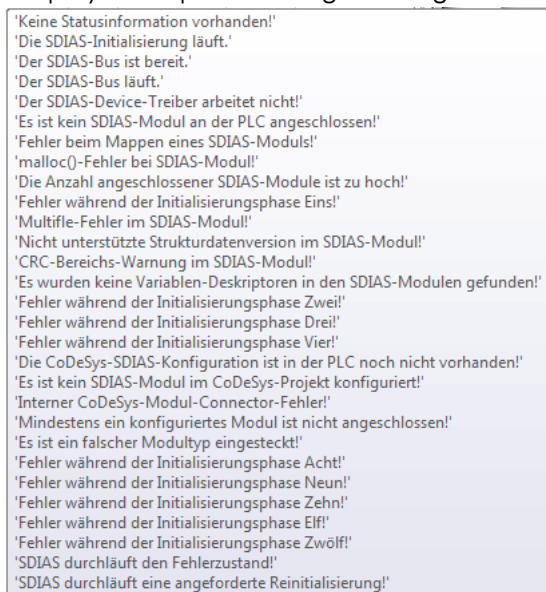 'Keine Statusinformation vorhanden!'
'Die SDIAS-Initialisierung läuft.'
'Der SDIAS-Bus ist bereit.'
'Der SDIAS-Bus läuft.'
'Der SDIAS-Device-Treiber arbeitet nicht!'
'Es ist kein SDIAS-Modul an der PLC angeschlossen!'
'Fehler beim Mappen eines SDIAS-Moduls!'
'malloc()-Fehler bei SDIAS-Modul!'
'Die Anzahl angeschlossener SDIAS-Module ist zu hoch!'
'Fehler während der Initialisierungsphase Eins!'
'Multifle-Fehler im SDIAS-Modul!'
'Nicht unterstützte Strukturdatenversion im SDIAS-Modul!'
'CRC-Bereichs-Warnung im SDIAS-Modul!'
'Es wurden keine Variablen-Deskriptoren in den SDIAS-Modulen gefunden!'
'Fehler während der Initialisierungsphase Zwei!'
'Fehler während der Initialisierungsphase Drei!'
'Fehler während der Initialisierungsphase Vier!'
'Die CoDeSys-SDIAS-Konfiguration ist in der PLC noch nicht vorhanden!'
'Es ist kein SDIAS-Modul im CoDeSys-Projekt konfiguriert!'
'Interner CoDeSys-Modul-Connector-Fehler!'
'Mindestens ein konfiguriertes Modul ist nicht angeschlossen!'
'Es ist ein falscher Modultyp eingesteckt!'
'Fehler während der Initialisierungsphase Acht!'
'Fehler während der Initialisierungsphase Neun!'
'Fehler während der Initialisierungsphase Zehn!'
'Fehler während der Initialisierungsphase Elf!'
'Fehler während der Initialisierungsphase Zwölf!'
'SDIAS durchläuft den Fehlerzustand!'
'SDIAS durchläuft eine angeforderte Reinitialisierung!'